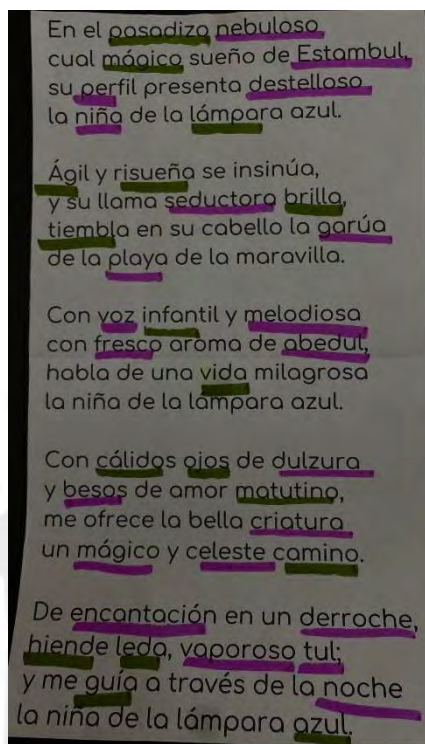 En el pasadizo nebuloso
cual mágico sueño de Estambul,
su perfil presenta destelloso
la niña de la lámpara azul.

Ágil y risueña se insinúa,
y su llama seductora brilla,
tiembla en su cabello la garúa
de la playa de la maravilla.

Con voz infantil y melodiosa
con fresco aroma de abedul,
habla de una vida milagrosa
la niña de la lámpara azul.

Con cálidos ojos de dulzura
y besos de amor matutino,
me ofrece la bella criatura
un mágico y celeste camino.

De encantación en un derroche,
hiende leda, vaporoso tul;
y me guía a través de la noche
la niña de la lámpara azul.